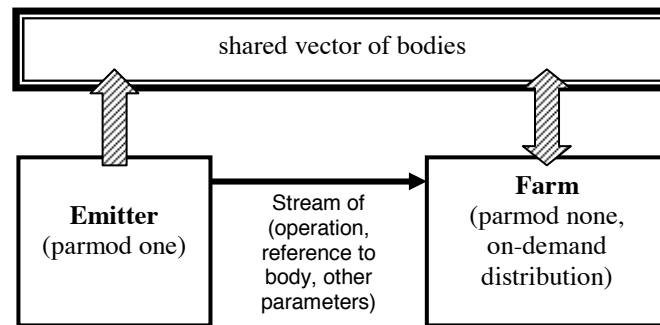 shared vector of bodies
Emitter
(parmod one)
Stream of
(operation,
reference to
body, other
parameters)
Farm
(parmod none,
on-demand
distribution)